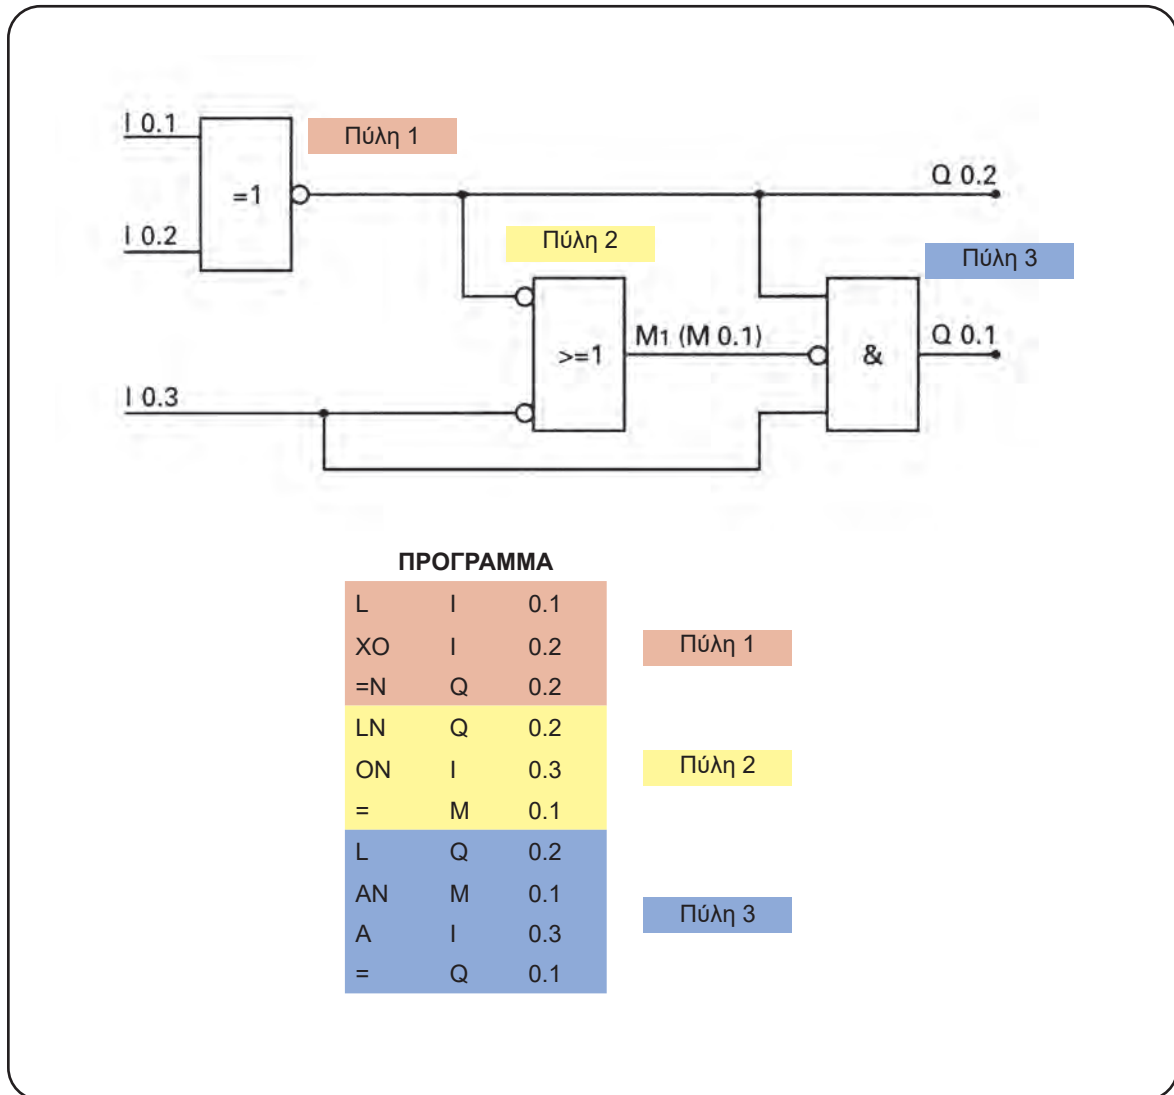 I 0.1
Πύλη 1
=1
Q 0.2
I 0.2
Πύλη 2
Πύλη 3
M1 (M 0.1)
Q 0.1
>=1
&
I 0.3
ΠΡΟΓΡΑΜΜΑ
L I 0.1
XO I 0.2
Πύλη 1
=N Q 0.2
LN Q 0.2
ON I 0.3
Πύλη 2
= M 0.1
L Q 0.2
AN M 0.1
Πύλη 3
A I 0.3
= Q 0.1